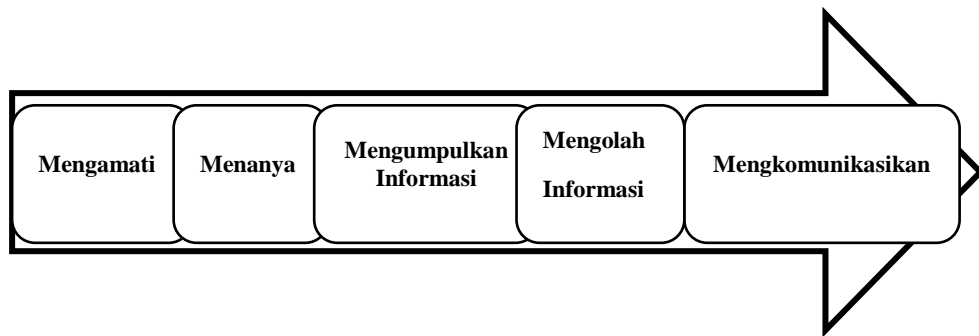 Mengamati
Menanya
Mengumpulkan
Informasi
Mengolah
Informasi
Mengkomunikasikan